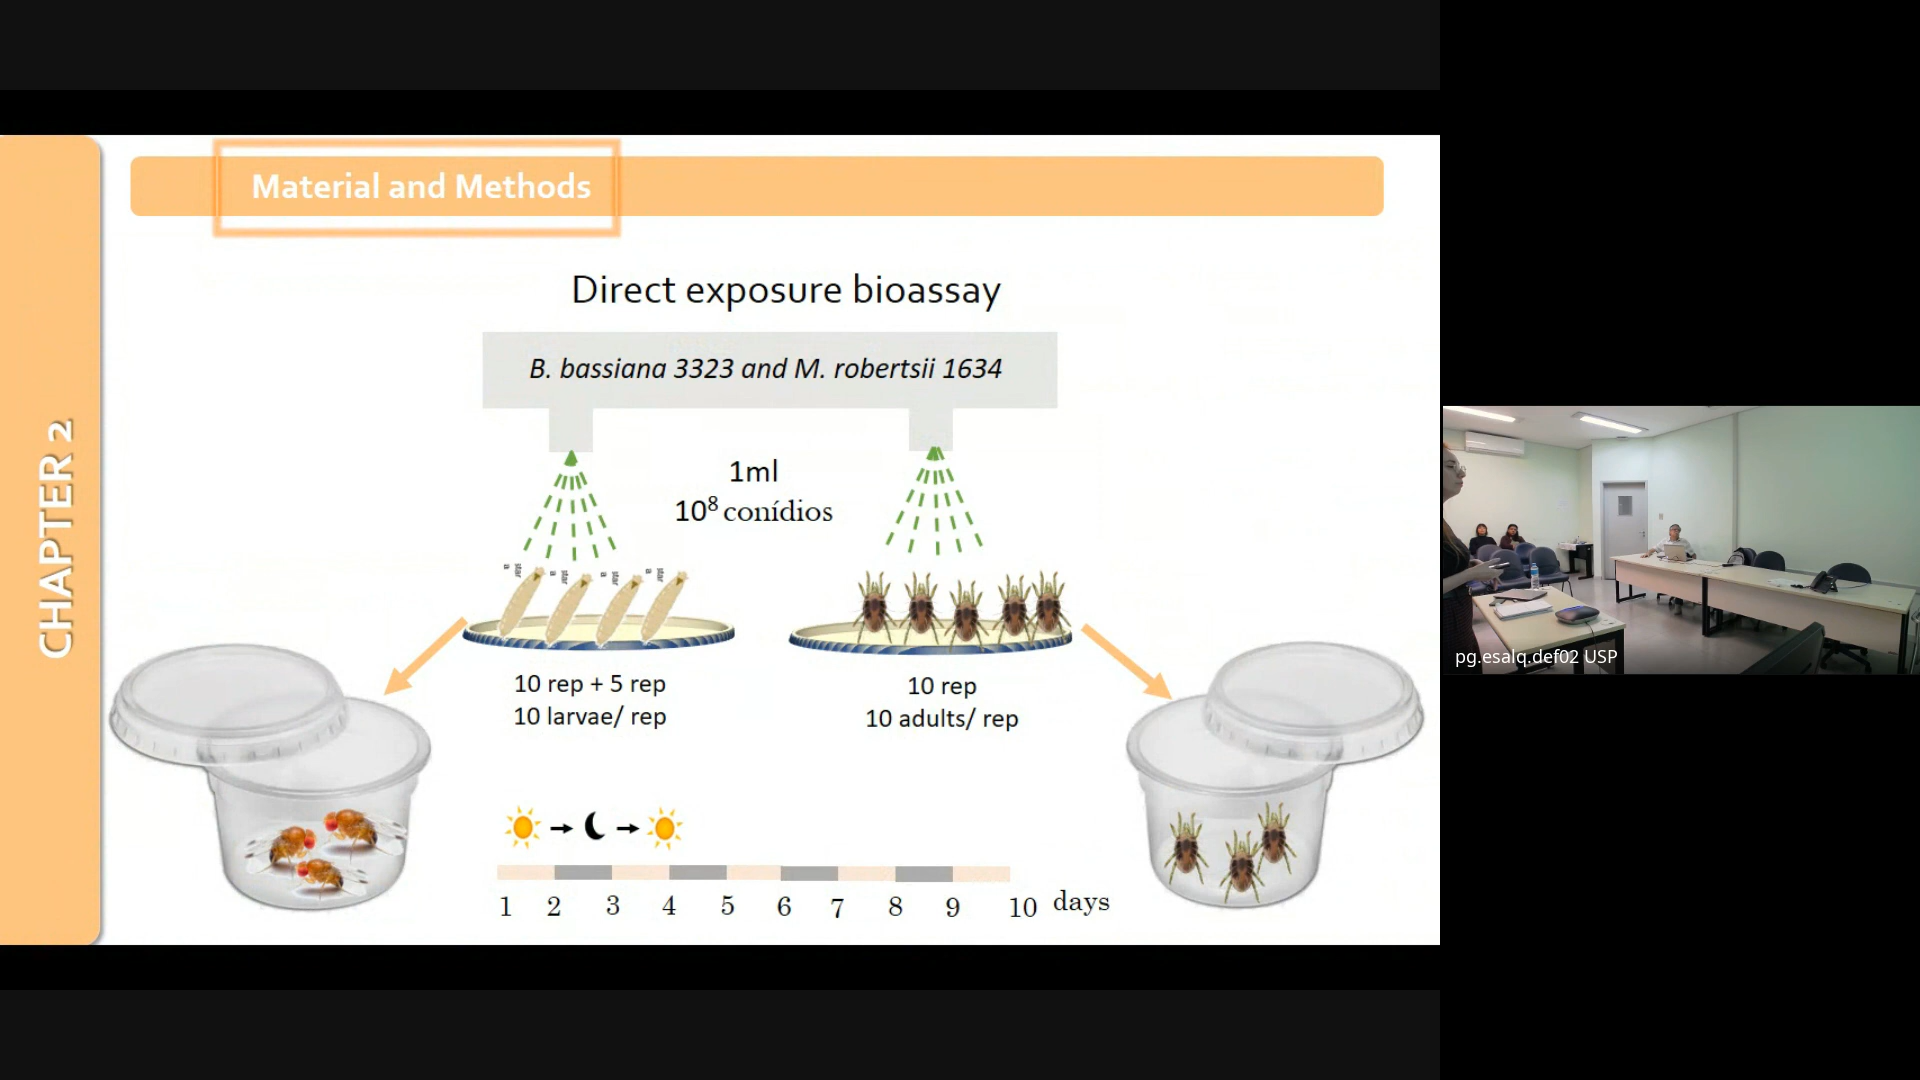 Material and Methods
CHAPTER 2
Direct exposure bioassay
B. bassiana 3323 and M. robertsii 1634
1ml
10⁸ conídios
10 rep + 5 rep
10 larvae/ rep
10 rep
10 adults/ rep
1 2 3 4 5 6 7 8 9 10 days
pg.esalq.def02 USP